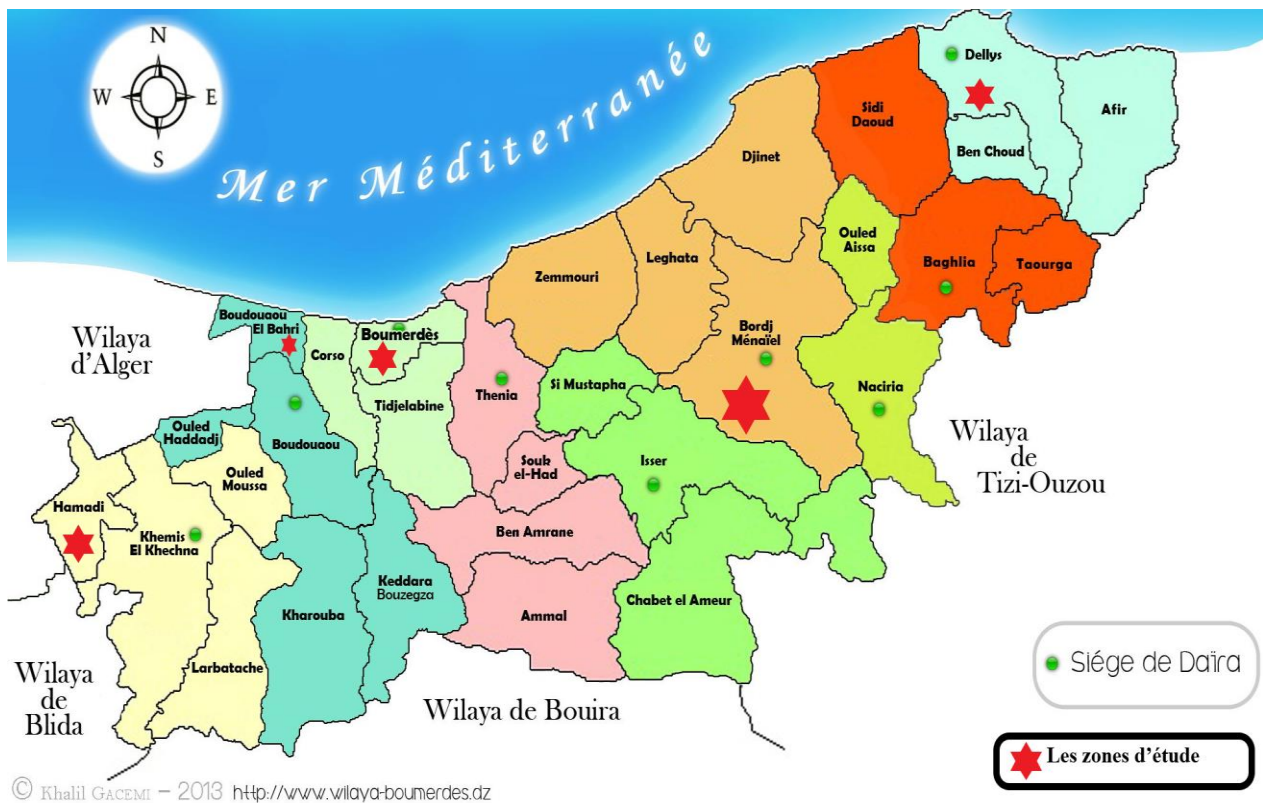 N
W
E
S
Mer Méditerranée
Dellys
Afir
Sidi
Daoud
Ben Choud
Djinet
Ouled
Aissa
Leghata
Zemmouri
Baghlia
Taourga
Boudouaou
El Bahri
Boumerdès
Bordj
Ménaïel
Wilaya
d'Alger
Corso
Si Mustapha
Naciria
Thenia
Tidjelabine
Ouled
Haddadj
Boudouaou
Wilaya
de
Tizi-Ouzou
Souk
el-Had
Isser
Ouled
Moussa
Hamadi
Khemis
El Khechna
Ben Amrane
Keddara
Bouzegza
Chabet el Ameur
Kharouba
Ammal
Larbatache
Wilaya
de
Blida
Wilaya de Bouira
Siége de Daïra
Les zones d'étude
© Khalil GACEMI - 2013 http://www.wilaya-boumerdes.dz